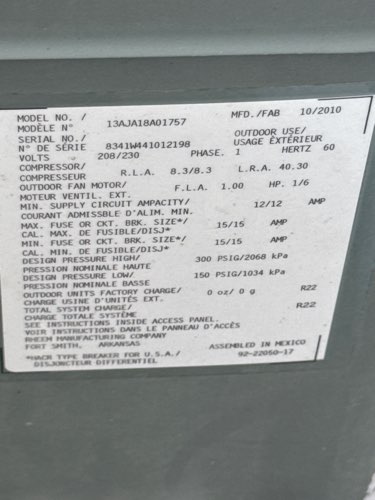 MODEL NO. / 13AJA18A01757 MFD./FAB 10/2010
MODÈLE N°
SERIAL NO./ OUTDOOR USE/
N° DE SÉRIE 8341W441012198 USAGE EXTÉRIEUR
VOLTS 208/230 PHASE. 1 HERTZ 60
COMPRESSOR/ R.L.A. 8.3/8.3 L.R.A. 40.30
COMPRESSEUR
OUTDOOR FAN MOTOR/ F.L.A. 1.00 HP. 1/6
MOTEUR VENTIL. EXT.
MIN. SUPPLY CIRCUIT AMPACITY/ 12/12 AMP
COURANT ADMISSBLE D'ALIM. MIN.
MAX. FUSE OR CKT. BRK. SIZE*/ 15/15 AMP
CAL. MAX. DE FUSIBLE/DISJ*
MIN. FUSE OR CKT. BRK. SIZE*/ 15/15 AMP
CAL. MIN. DE FUSIBLE/DISJ*
DESIGN PRESSURE HIGH/ 300 PSIG/2068 kPa
PRESSION NOMINALE HAUTE
DESIGN PRESSURE LOW/ 150 PSIG/1034 kPa
PRESSION NOMINALE BASSE
OUTDOOR UNITS FACTORY CHARGE/ 0 oz/ 0 g R22
CHARGE USINE D'UNITÉS EXT.
TOTAL SYSTEM CHARGE/ R22
CHARGE TOTALE SYSTÈME
SEE INSTRUCTIONS INSIDE ACCESS PANEL.
VOIR INSTRUCTIONS DANS LE PANNEAU D'ACCÈS
RHEEM MANUFACTURING COMPANY
FORT SMITH, ARKANSAS ASSEMBLED IN MEXICO
*HACR TYPE BREAKER FOR U.S.A./ 92-22050-17
DISJONCTEUR DIFFERENTIEL